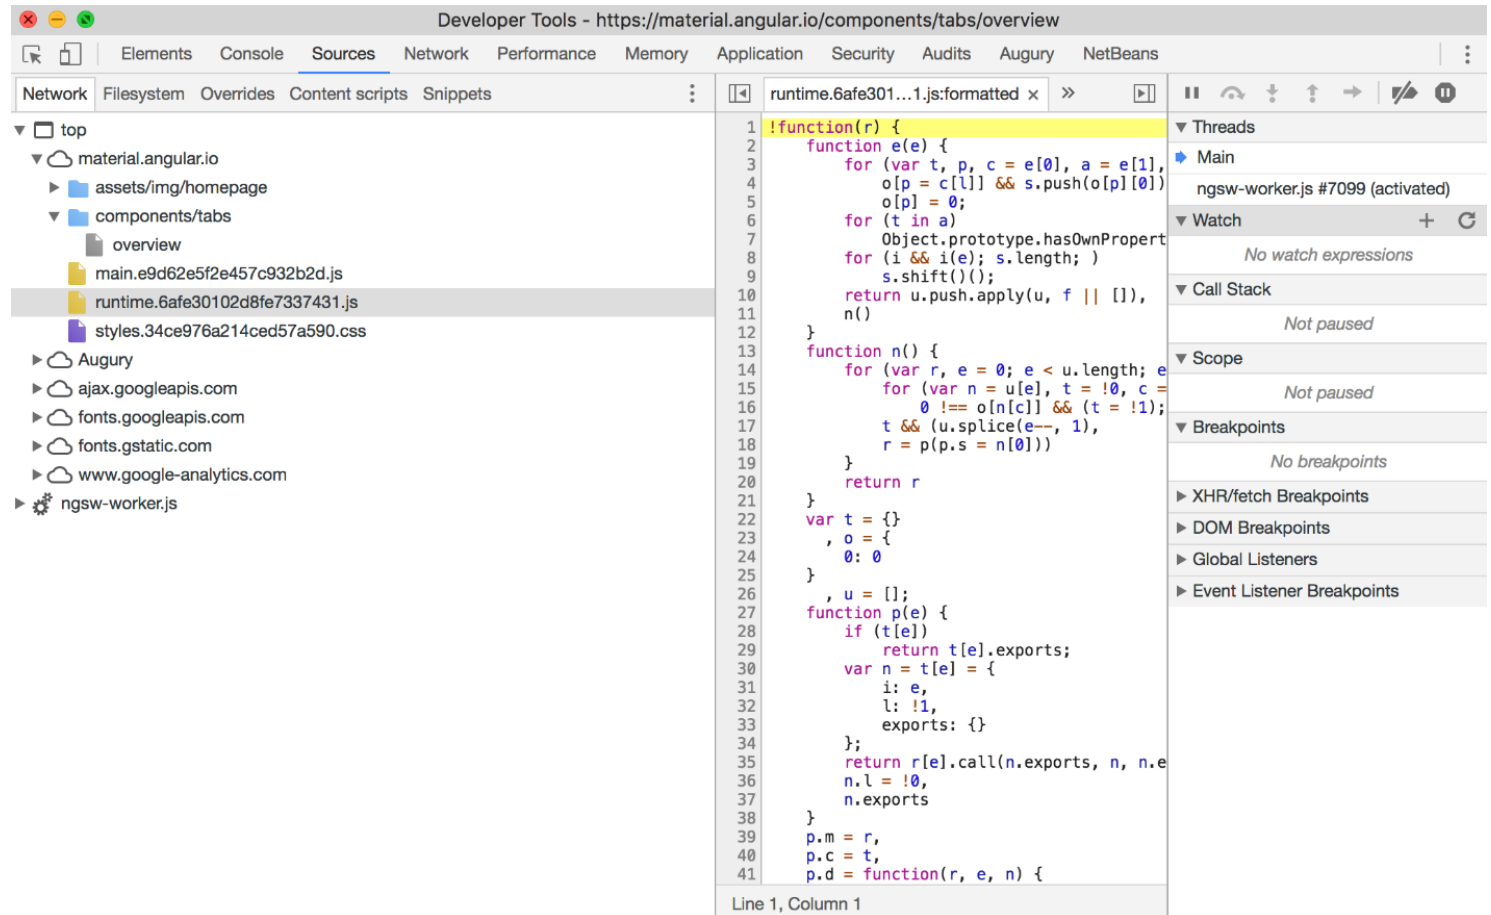 Developer Tools - https://material.angular.io/components/tabs/overview
Elements Console Sources Network Performance Memory Application Security Audits Augury NetBeans
Network Filesystem Overrides Content scripts Snippets
top
material.angular.io
assets/img/homepage
components/tabs
overview
main.e9d62e5f2e457c932b2d.js
runtime.6afe30102d8fe7337431.js
styles.34ce976a214ced57a590.css
Augury
ajax.googleapis.com
fonts.googleapis.com
fonts.gstatic.com
www.google-analytics.com
ngsw-worker.js
runtime.6afe301...1.js:formatted × »
1 !function(r) {
2 function e(e) {
3 for (var t, p, c = e[0], a = e[1],
4 o[p = c[l]] && s.push(o[p][0])
5 o[p] = 0;
6 for (t in a)
7 Object.prototype.hasOwnPropert
8 for (i && i(e); s.length; )
9 s.shift()();
10 return u.push.apply(u, f || []),
11 n()
12 }
13 function n() {
14 for (var r, e = 0; e < u.length; e
15 for (var n = u[e], t = !0, c =
16 0 !== o[n[c]] && (t = !1);
17 t && (u.splice(e--, 1),
18 r = p(p.s = n[0]))
19 }
20 return r
21 }
22 var t = {}
23 , o = {
24 0: 0
25 }
26 , u = [];
27 function p(e) {
28 if (t[e])
29 return t[e].exports;
30 var n = t[e] = {
31 i: e,
32 l: !1,
33 exports: {}
34 };
35 return r[e].call(n.exports, n, n.e
36 n.l = !0,
37 n.exports
38 }
39 p.m = r,
40 p.c = t,
41 p.d = function(r, e, n) {
Line 1, Column 1
Threads
Main
ngsw-worker.js #7099 (activated)
Watch
No watch expressions
Call Stack
Not paused
Scope
Not paused
Breakpoints
No breakpoints
XHR/fetch Breakpoints
DOM Breakpoints
Global Listeners
Event Listener Breakpoints